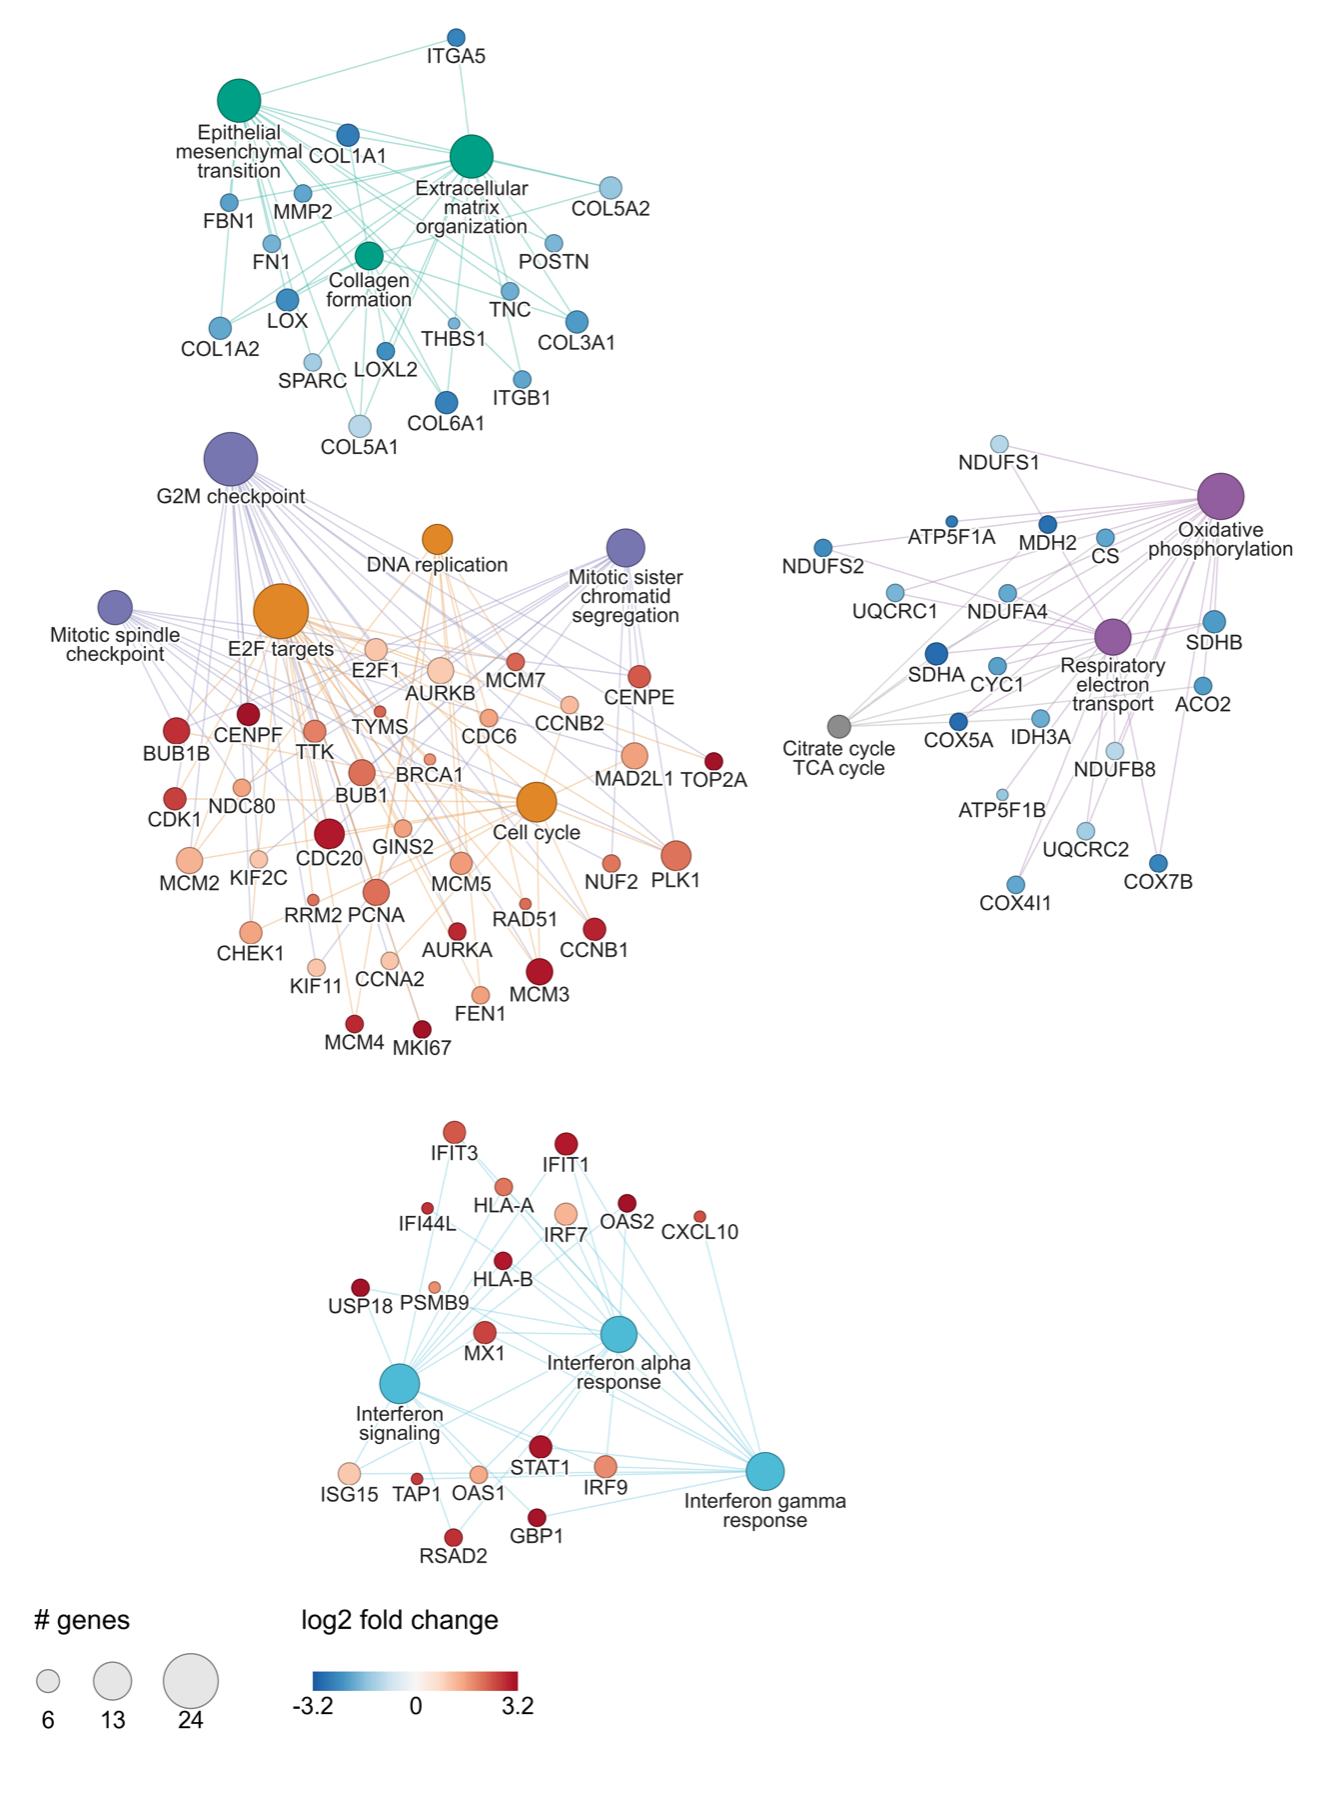 ITGA5
Epithelial
mesenchymal
transition
COL1A1
Extracellular
matrix
organization
COL5A2
FBN1
MMP2
FN1
POSTN
Collagen
formation
TNC
LOX
THBS1
COL3A1
COL1A2
SPARC
LOXL2
ITGB1
COL6A1
COL5A1
G2M checkpoint
DNA replication
Mitotic sister
chromatid
segregation
Mitotic spindle
checkpoint
E2F targets
E2F1
AURKB
MCM7
CENPE
CCNB2
TYMS
CENPF
CDC6
BUB1B
TTK
BRCA1
MAD2L1
TOP2A
BUB1
NDC80
CDK1
Cell cycle
GINS2
CDC20
MCM2
KIF2C
MCM5
NUF2
PLK1
RRM2
PCNA
RAD51
CHEK1
AURKA
CCNB1
KIF11
CCNA2
MCM3
FEN1
MCM4
MKI67
NDUFS1
Oxidative
phosphorylation
ATP5F1A
MDH2
CS
NDUFS2
UQCRC1
NDUFA4
SDHB
Respiratory
electron
transport
SDHA
CYC1
ACO2
Citrate cycle
TCA cycle
COX5A
IDH3A
NDUFB8
ATP5F1B
UQCRC2
COX7B
COX4I1
IFIT3
IFIT1
HLA-A
IFI44L
IRF7
OAS2
CXCL10
HLA-B
USP18
PSMB9
MX1
Interferon alpha
response
Interferon
signaling
STAT1
IRF9
ISG15
TAP1
OAS1
Interferon gamma
response
GBP1
RSAD2
# genes
6
13
24
log2 fold change
-3.2
0
3.2